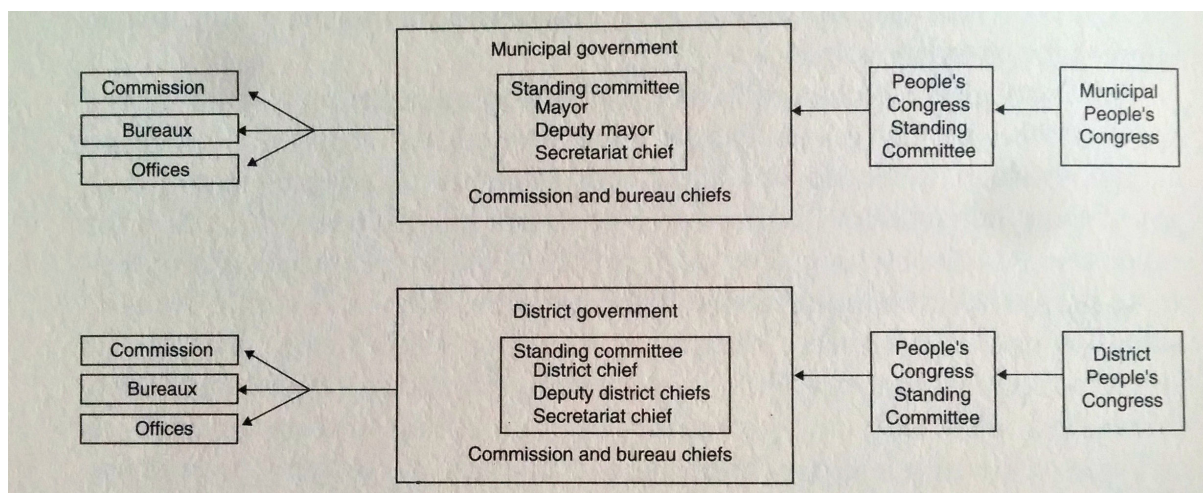 Municipal government
Commission
Bureaux
Offices
Standing committee
Mayor
Deputy mayor
Secretariat chief
Commission and bureau chiefs
People's
Congress
Standing
Committee
Municipal
People's
Congress
District government
Commission
Bureaux
Offices
Standing committee
District chief
Deputy district chiefs
Secretariat chief
Commission and bureau chiefs
People's
Congress
Standing
Committee
District
People's
Congress